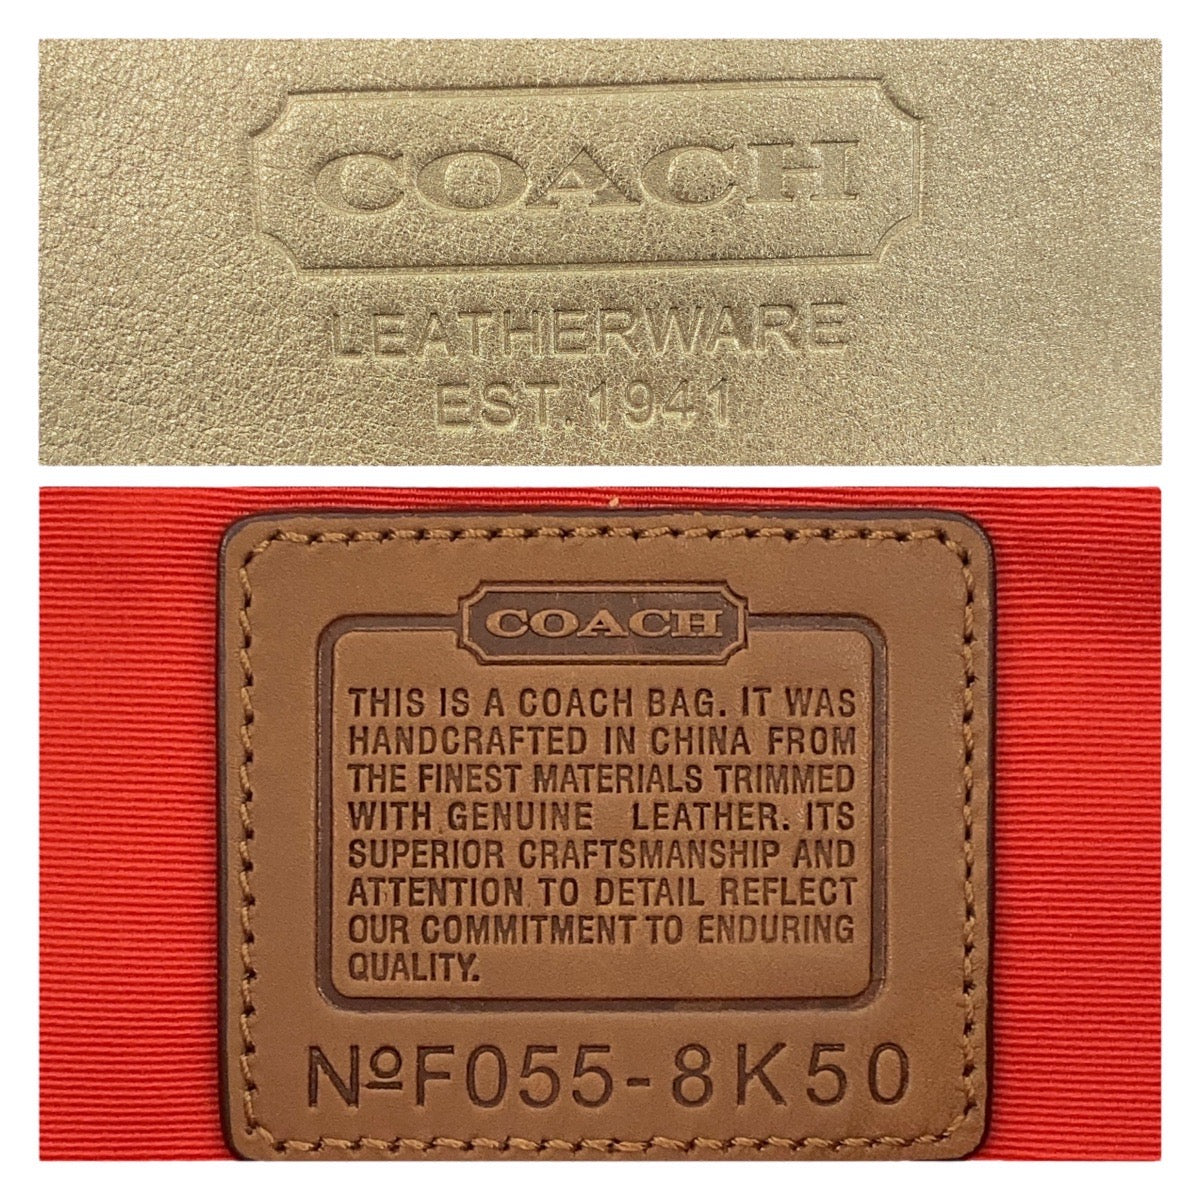 COACH
LEATHERWARE
EST. 1941
COACH
THIS IS A COACH BAG. IT WAS
HANDCRAFTED IN CHINA FROM
THE FINEST MATERIALS TRIMMED
WITH GENUINE LEATHER. ITS
SUPERIOR CRAFTSMANSHIP AND
ATTENTION TO DETAIL REFLECT
OUR COMMITMENT TO ENDURING
QUALITY.
NºF055-8K50